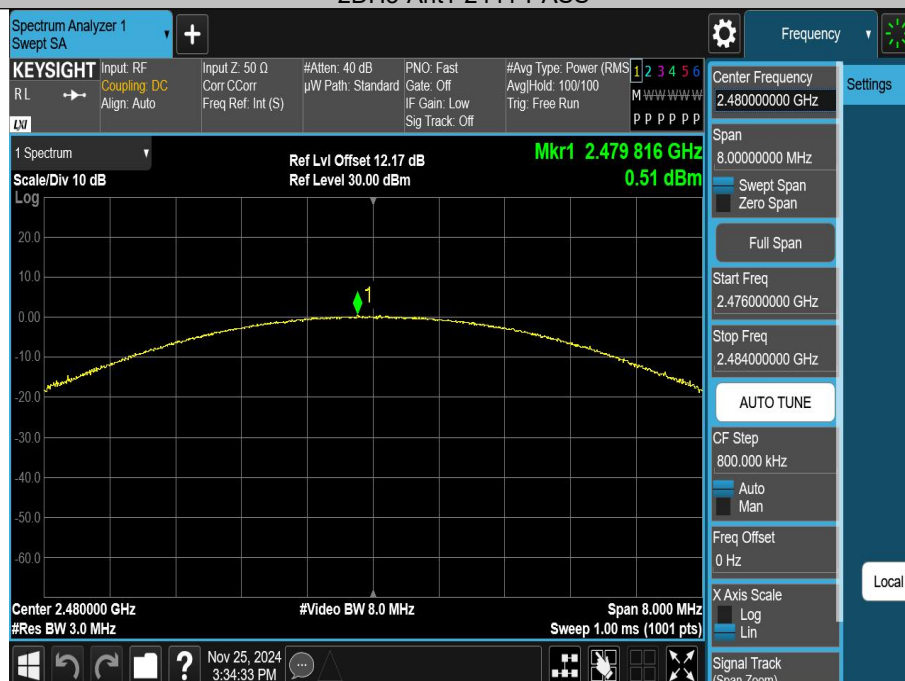 Spectrum Analyzer 1
Swept SA
Frequency
KEYSIGHT
RL
LXI
Input: RF
Coupling: DC
Align: Auto
Input Z: 50 Ω
Corr CCorr
Freq Ref: Int (S)
#Atten: 40 dB
µW Path: Standard
PNO: Fast
Gate: Off
IF Gain: Low
Sig Track: Off
#Avg Type: Power (RMS
Avg|Hold: 100/100
Trig: Free Run
1 2 3 4 5 6
M W W W W W
P P P P P P
Center Frequency
2.480000000 GHz
Settings
1 Spectrum
Scale/Div 10 dB
Log
Ref Lvl Offset 12.17 dB
Ref Level 30.00 dBm
Mkr1 2.479 816 GHz
0.51 dBm
Span
8.00000000 MHz
Swept Span
Zero Span
Full Span
Start Freq
2.476000000 GHz
Stop Freq
2.484000000 GHz
AUTO TUNE
CF Step
800.000 kHz
Auto
Man
Freq Offset
0 Hz
X Axis Scale
Log
Lin
Signal Track
(Span Zoom)
Local
20.0
10.0
0.00
-10.0
-20.0
-30.0
-40.0
-50.0
-60.0
1
Center 2.480000 GHz
#Res BW 3.0 MHz
#Video BW 8.0 MHz
Span 8.000 MHz
Sweep 1.00 ms (1001 pts)
?
Nov 25, 2024
3:34:33 PM